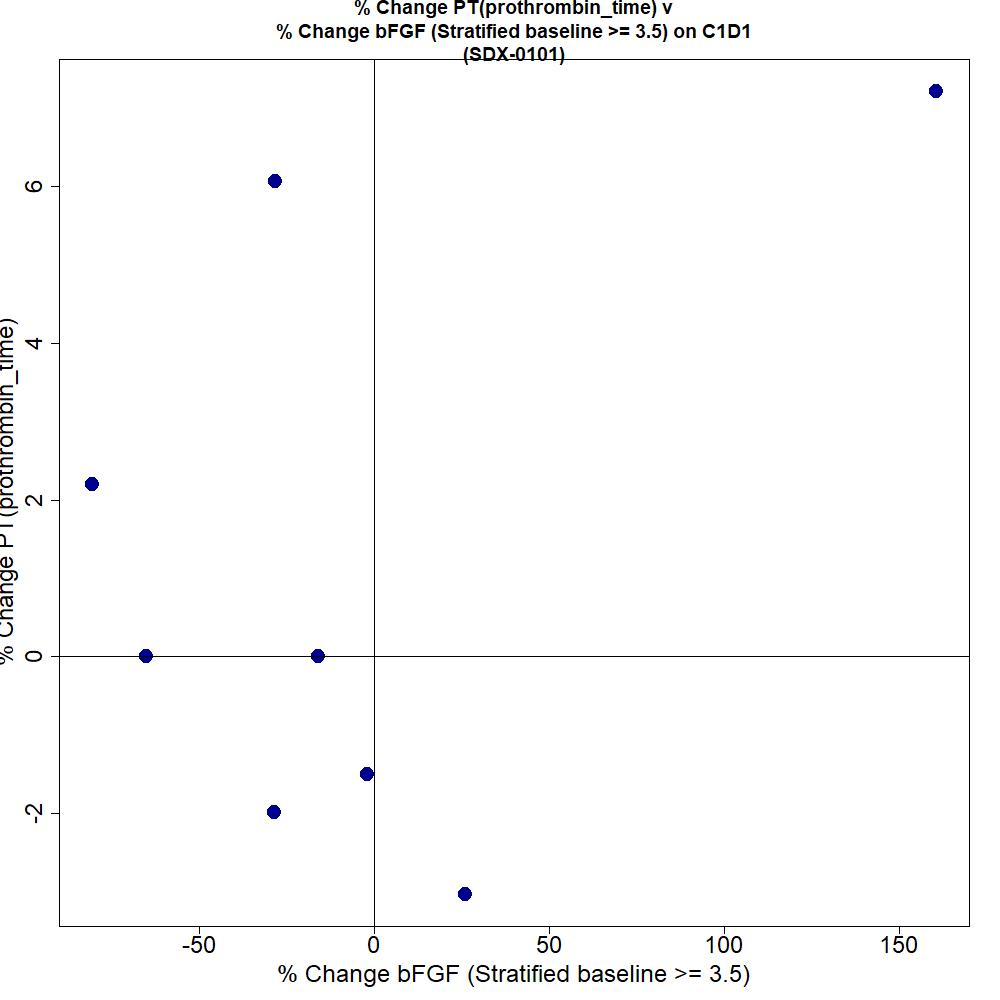 % Change PT(prothrombin_time) v
% Change bFGF (Stratified baseline >= 3.5) on C1D1
(SDX-0101)
% Change PT(prothrombin_time)
6
4
2
0
-2
-50
0
50
100
150
% Change bFGF (Stratified baseline >= 3.5)